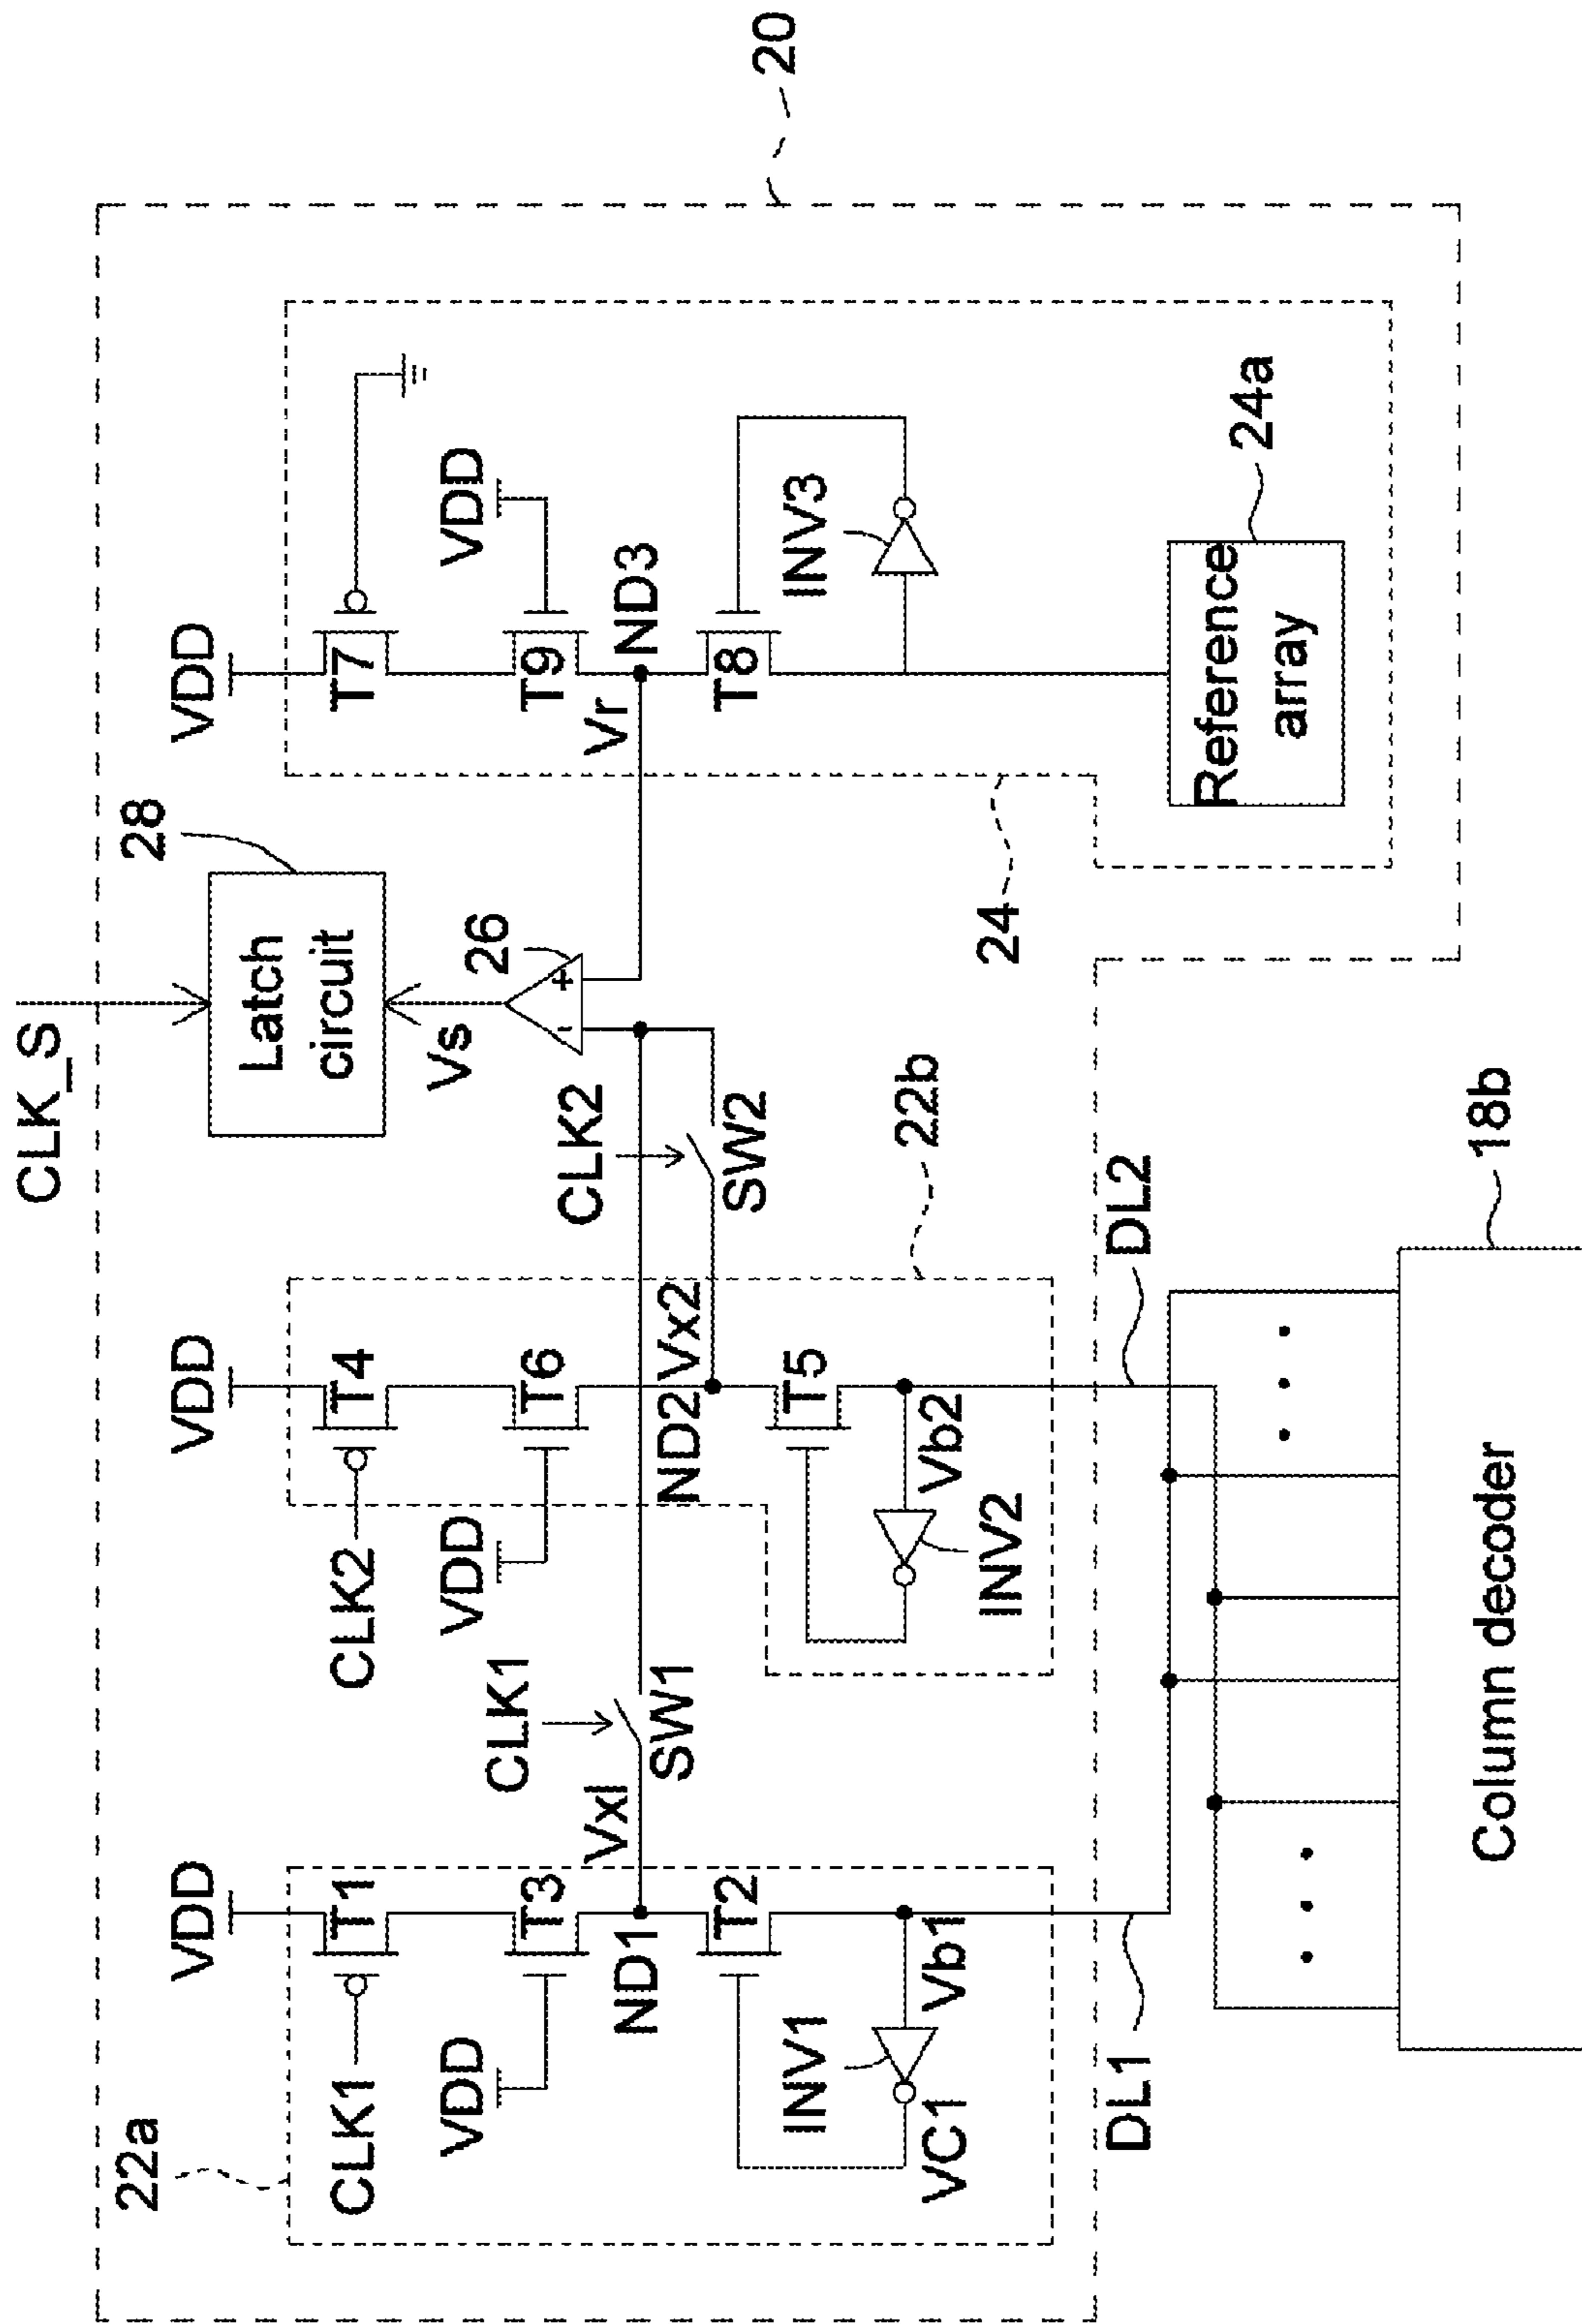 CLK_S
20
28
Latch
circuit
VDD
VDD
VDD
22a
CLK1
T1
CLK2
T4
T7
VDD
T3
VDD
T6
Vs
26
-
+
VDD
T9
CLK1
CLK2
Vxl
ND1
SW1
ND2
Vx2
SW2
Vr
ND3
T2
T5
T8
INV1
VC1
Vb1
INV2
Vb2
22b
24
INV3
DL1
DL2
Reference
array
24a
Column decoder
18b